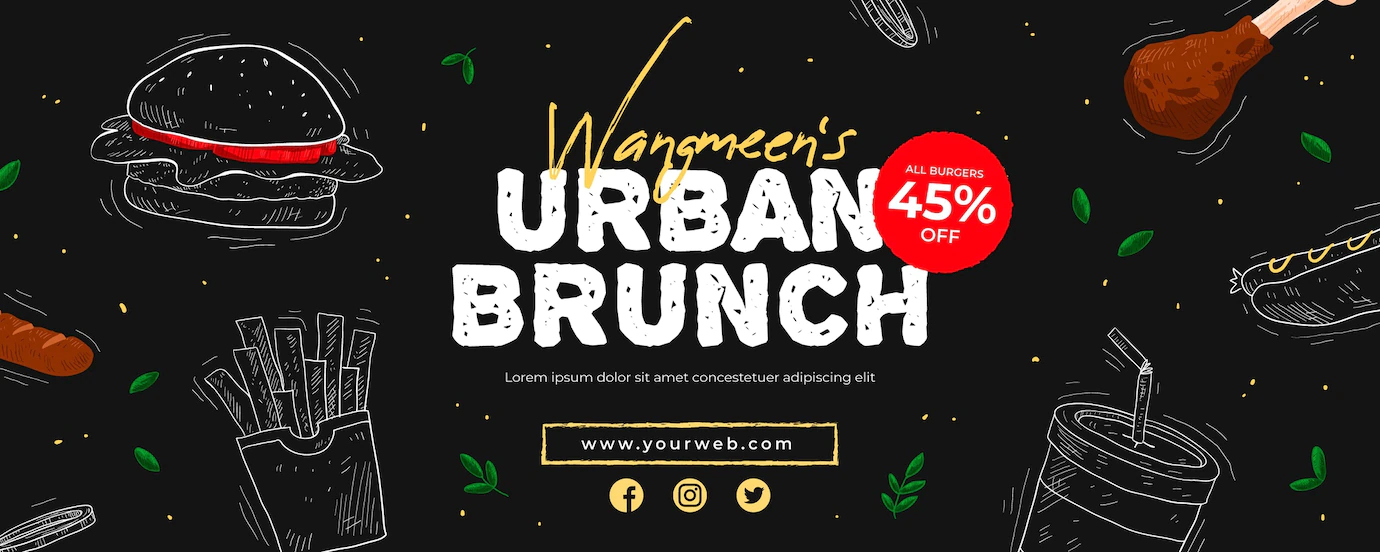 Wangmeen's
URBAN
BRUNCH
ALL BURGERS
45%
OFF
Lorem ipsum dolor sit amet concestetuer adipiscing elit
www.yourweb.com